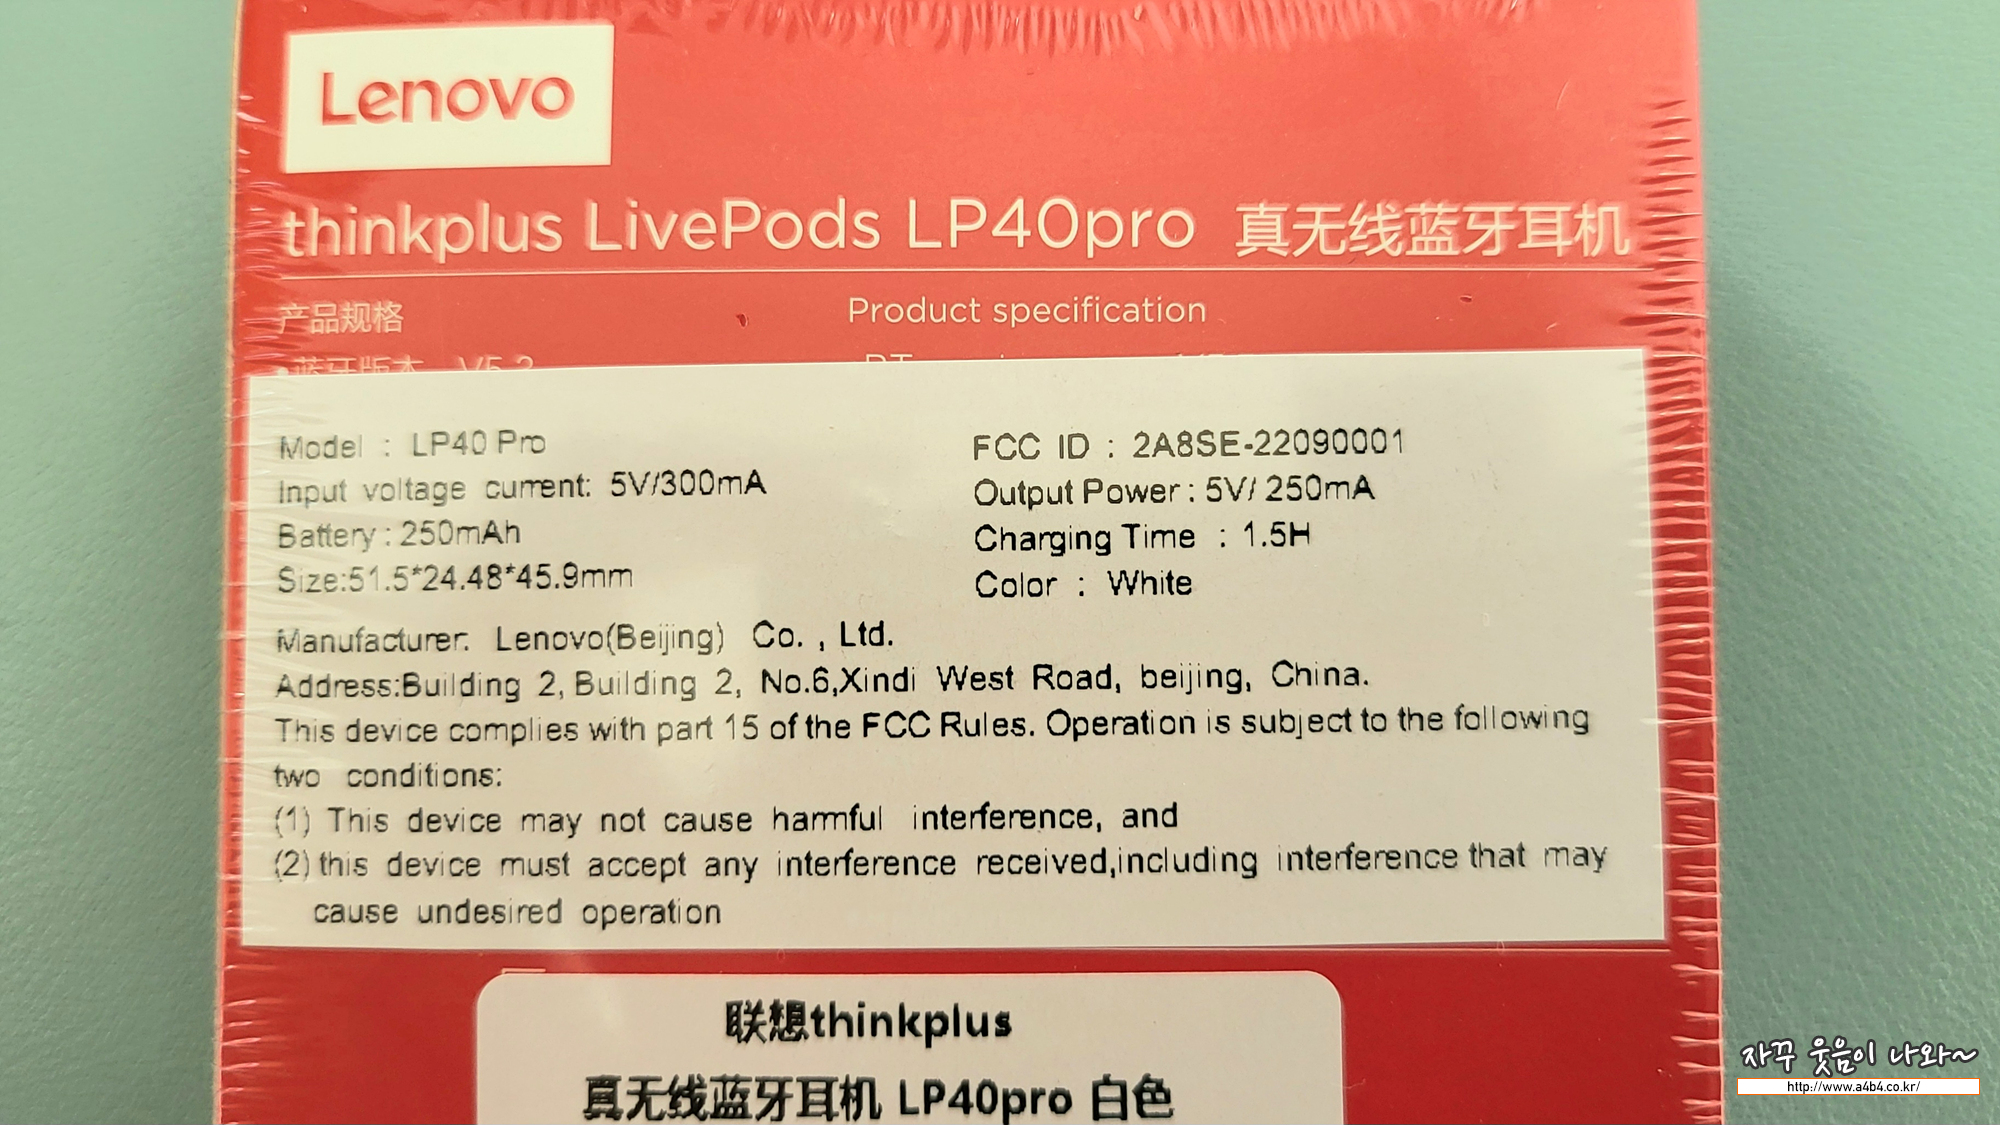 Lenovo
thinkplus LivePods LP40pro 真无线蓝牙耳机
产品规格 Product specification
•蓝牙版本 V5.3
Model : LP40 Pro FCC ID : 2A8SE-22090001
Input voltage current: 5V/300mA Output Power : 5V/ 250mA
Battery : 250mAh Charging Time : 1.5H
Size:51.5*24.48*45.9mm Color : White
Manufacturer: Lenovo(Beijing) Co. , Ltd.
Address:Building 2, Building 2, No.6,Xindi West Road, beijing, China.
This device complies with part 15 of the FCC Rules. Operation is subject to the following
two conditions:
(1) This device may not cause harmful interference, and
(2) this device must accept any interference received,including interference that may
cause undesired operation
联想thinkplus
真无线蓝牙耳机 LP40pro 白色
자꾸 웃음이 나와~
http://www.a4b4.co.kr/